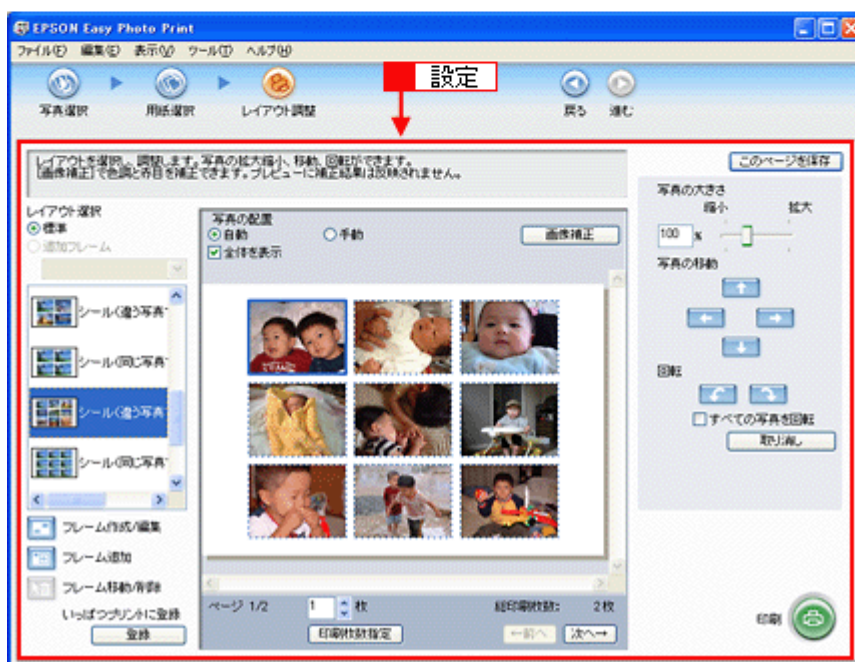 EPSON Easy Photo Print
ファイル(F) 編集(E) 表示(V) ツール(T) ヘルプ(H)
写真選択 用紙選択 レイアウト調整 戻る 進む
設定
レイアウトを選択し、調整します。写真の拡大縮小、移動、回転ができます。
[画像補正]で色調と赤目を補正できます。プレビューに補正結果は反映されません。
このページを保存
レイアウト選択
標準
追加フレーム
シール(違う写真
シール(同じ写真
シール(違う写真
シール(同じ写真
フレーム作成/編集
フレーム追加
フレーム移動/削除
いっぱつプリントに登録
登録
写真の配置
自動 手動
全体を表示
画像補正
ページ 1/2 1 枚 総印刷枚数: 2枚
印刷枚数指定 ←前へ 次へ→
写真の大きさ
縮小 拡大
100 %
写真の移動
回転
すべての写真を回転
取り消し
印刷